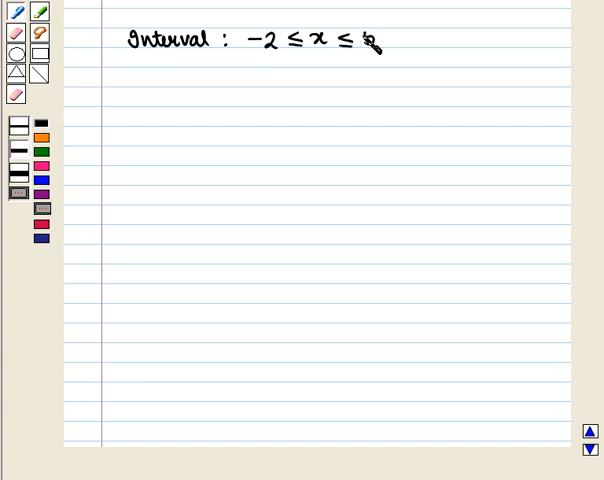 Interval : -2 ≤ x ≤